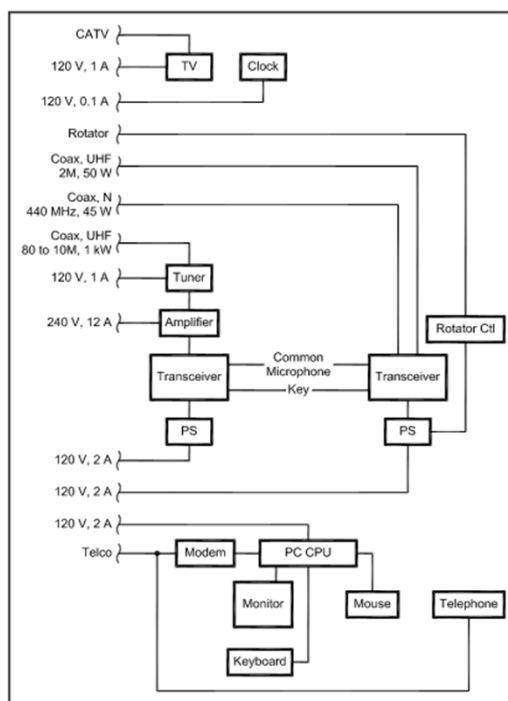 CATV
120 V, 1 A
TV
Clock
120 V, 0.1 A
Rotator
Coax, UHF
2M, 50 W
Coax, N
440 MHz, 45 W
Coax, UHF
80 to 10M, 1 kW
120 V, 1 A
Tuner
240 V, 12 A
Amplifier
Rotator Ctl
Transceiver
Common
Microphone
Key
Transceiver
PS
PS
120 V, 2 A
120 V, 2 A
120 V, 2 A
Telco
Modem
PC CPU
Monitor
Mouse
Telephone
Keyboard